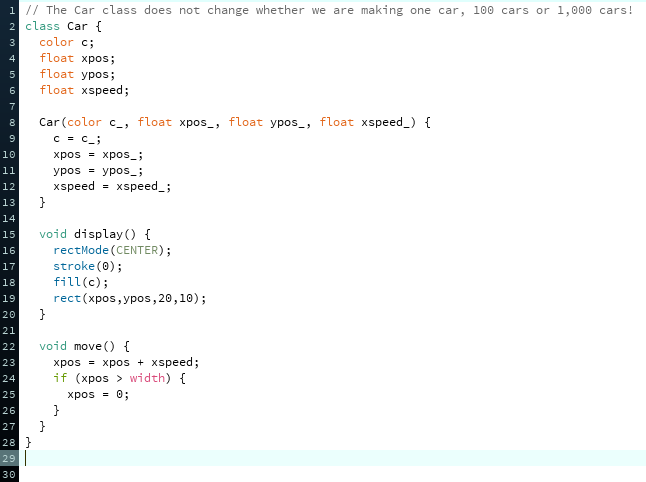 1 // The Car class does not change whether we are making one car, 100 cars or 1,000 cars!
2 class Car {
3   color c;
4   float xpos;
5   float ypos;
6   float xspeed;
7
8   Car(color c_, float xpos_, float ypos_, float xspeed_) {
9     c = c_;
10     xpos = xpos_;
11     ypos = ypos_;
12     xspeed = xspeed_;
13   }
14
15   void display() {
16     rectMode(CENTER);
17     stroke(0);
18     fill(c);
19     rect(xpos,ypos,20,10);
20   }
21
22   void move() {
23     xpos = xpos + xspeed;
24     if (xpos > width) {
25       xpos = 0;
26     }
27   }
28 }
29
30